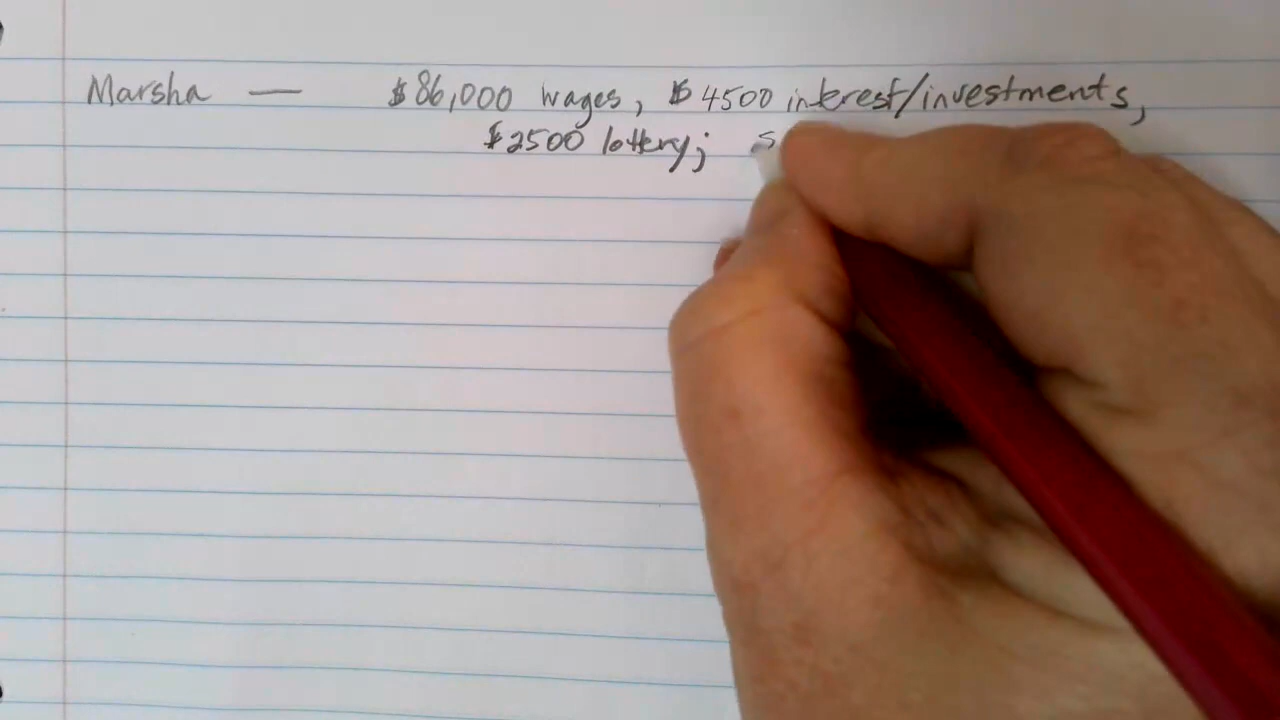 Marsha — $86,000 wages, $4500 interest/investments,
$2500 lottery; s